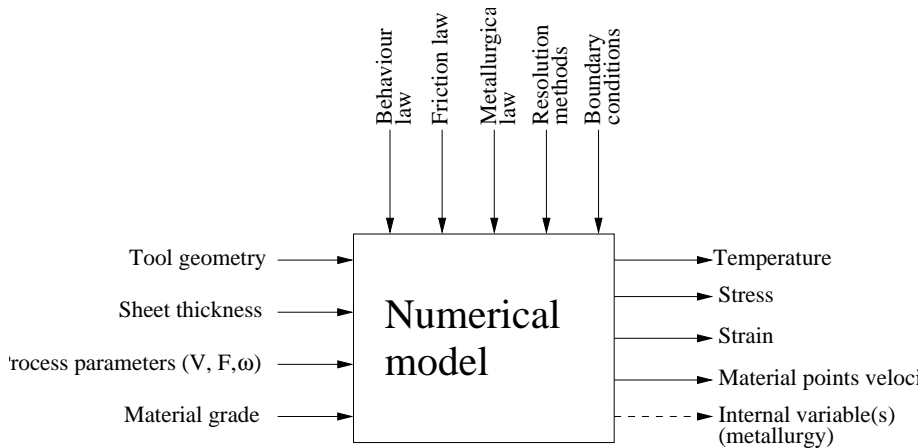 Behaviour
law
Friction law
Metallurgica
law
Resolution
methods
Boundary
conditions
Tool geometry
Sheet thickness
rocess parameters (V, F,ω)
Material grade
Numerical
model
Temperature
Stress
Strain
Material points veloci
Internal variable(s)
(metallurgy)